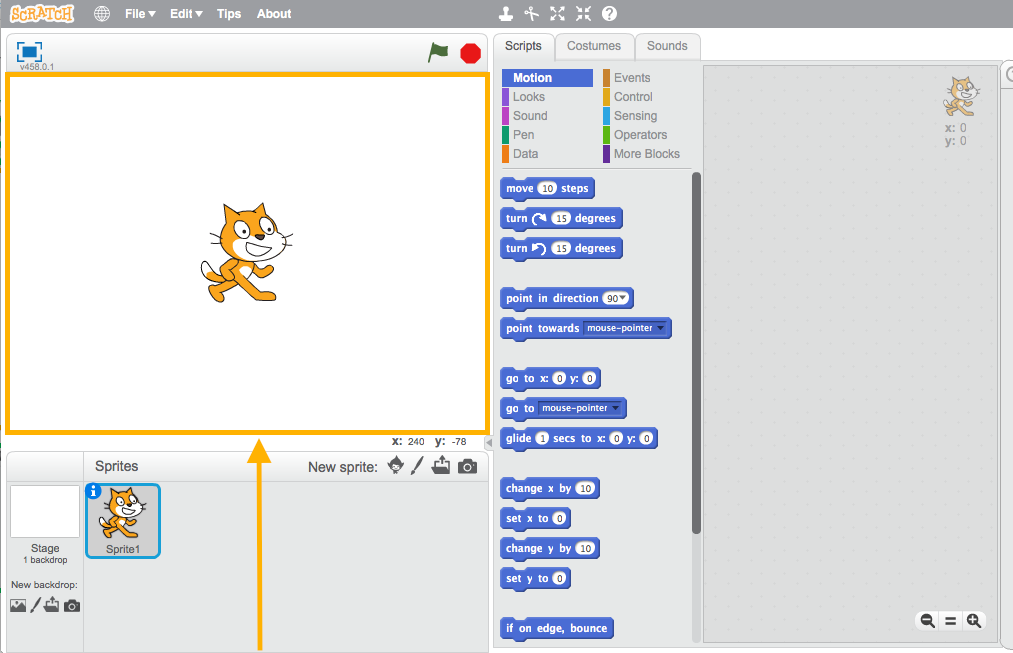 SCRATCH File Edit Tips About
v458.0.1
Scripts Costumes Sounds
Motion Events
Looks Control
Sound Sensing
Pen Operators
Data More Blocks
x: 0
y: 0
move 10 steps
turn 15 degrees
turn 15 degrees
point in direction 90
point towards mouse-pointer
go to x: 0 y: 0
go to mouse-pointer
glide 1 secs to x: 0 y: 0
change x by 10
set x to 0
change y by 10
set y to 0
if on edge, bounce
x: 240 y: -78
Sprites New sprite:
Sprite1
Stage
1 backdrop
New backdrop: